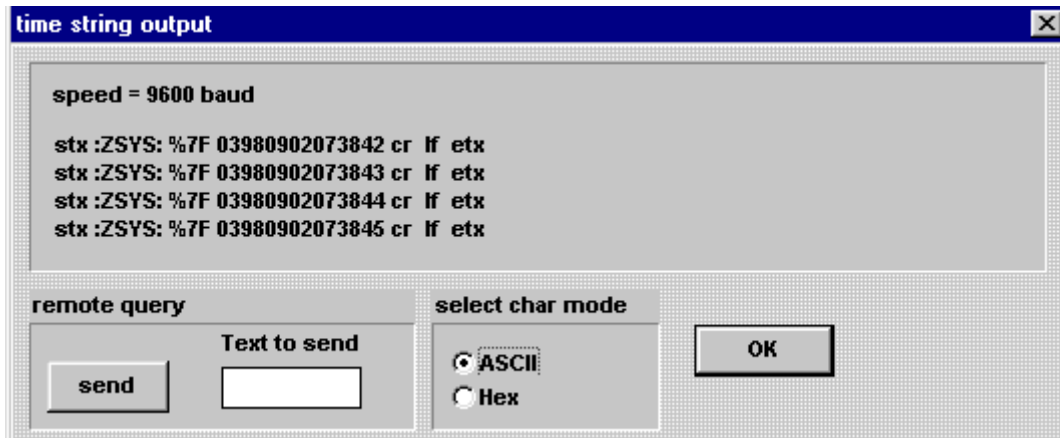 time string output
speed = 9600 baud
stx :ZSYS: %7F 03980902073842 cr lf etx
stx :ZSYS: %7F 03980902073843 cr lf etx
stx :ZSYS: %7F 03980902073844 cr lf etx
stx :ZSYS: %7F 03980902073845 cr lf etx
remote query
Text to send
send
select char mode
ASCII
Hex
OK